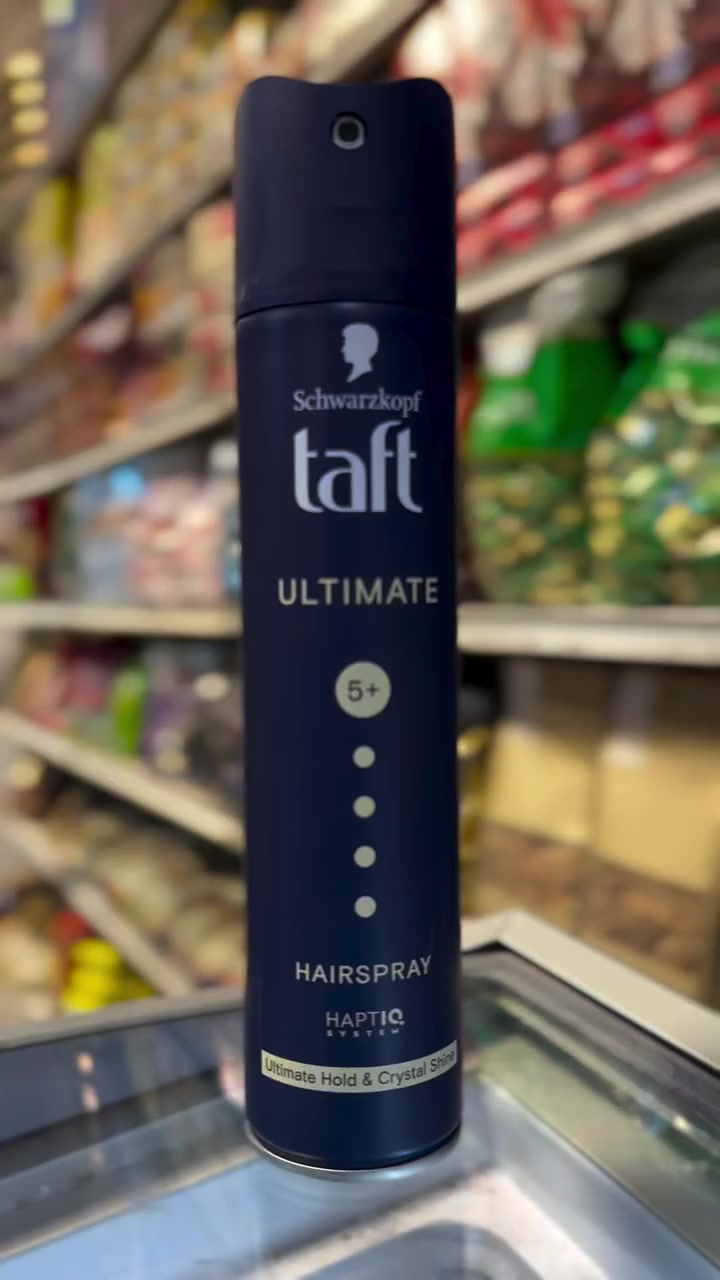 Schwarzkopf
taft
ULTIMATE
5+
HAIRSPRAY
HAPTIQ
SYSTEM
Ultimate Hold & Crystal Shine